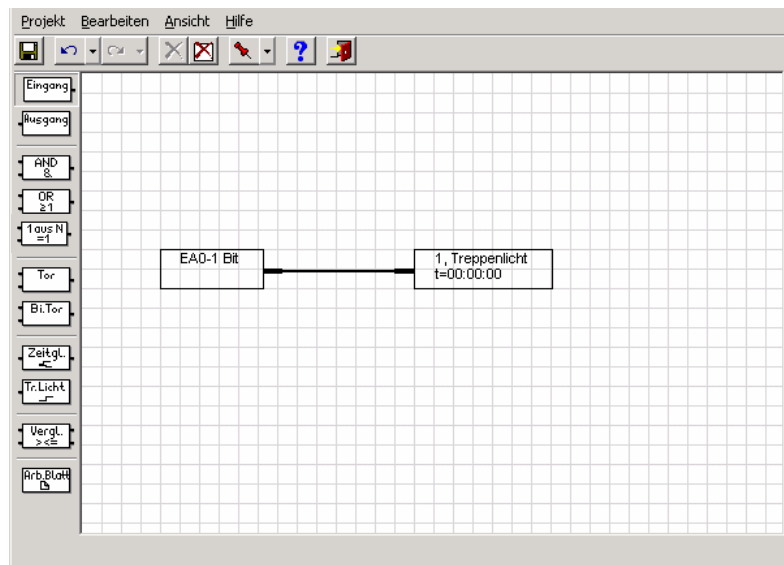 Projekt Bearbeiten Ansicht Hilfe
Eingang
Ausgang
AND
&
OR
≥1
1 aus N
=1
Tor
Bi.Tor
Zeitgl.
Tr.Licht
Vergl.
><=
Arb.Blatt
EA0-1 Bit
1, Treppenlicht
t=00:00:00